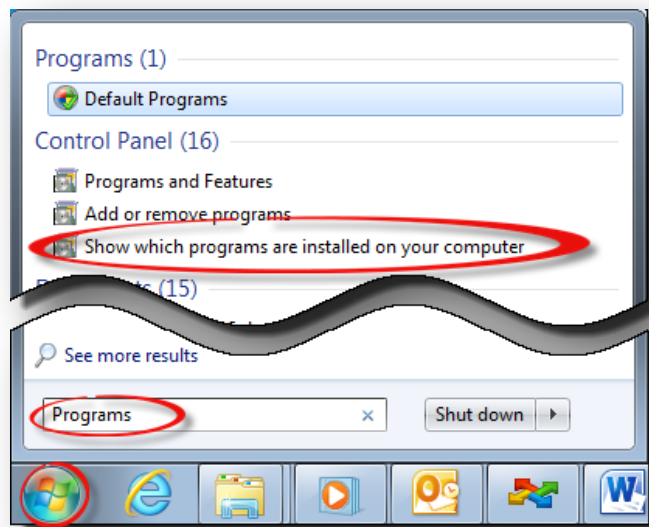 Programs (1)
Default Programs
Control Panel (16)
Programs and Features
Add or remove programs
Show which programs are installed on your computer
(15)
See more results
Programs
Shut down